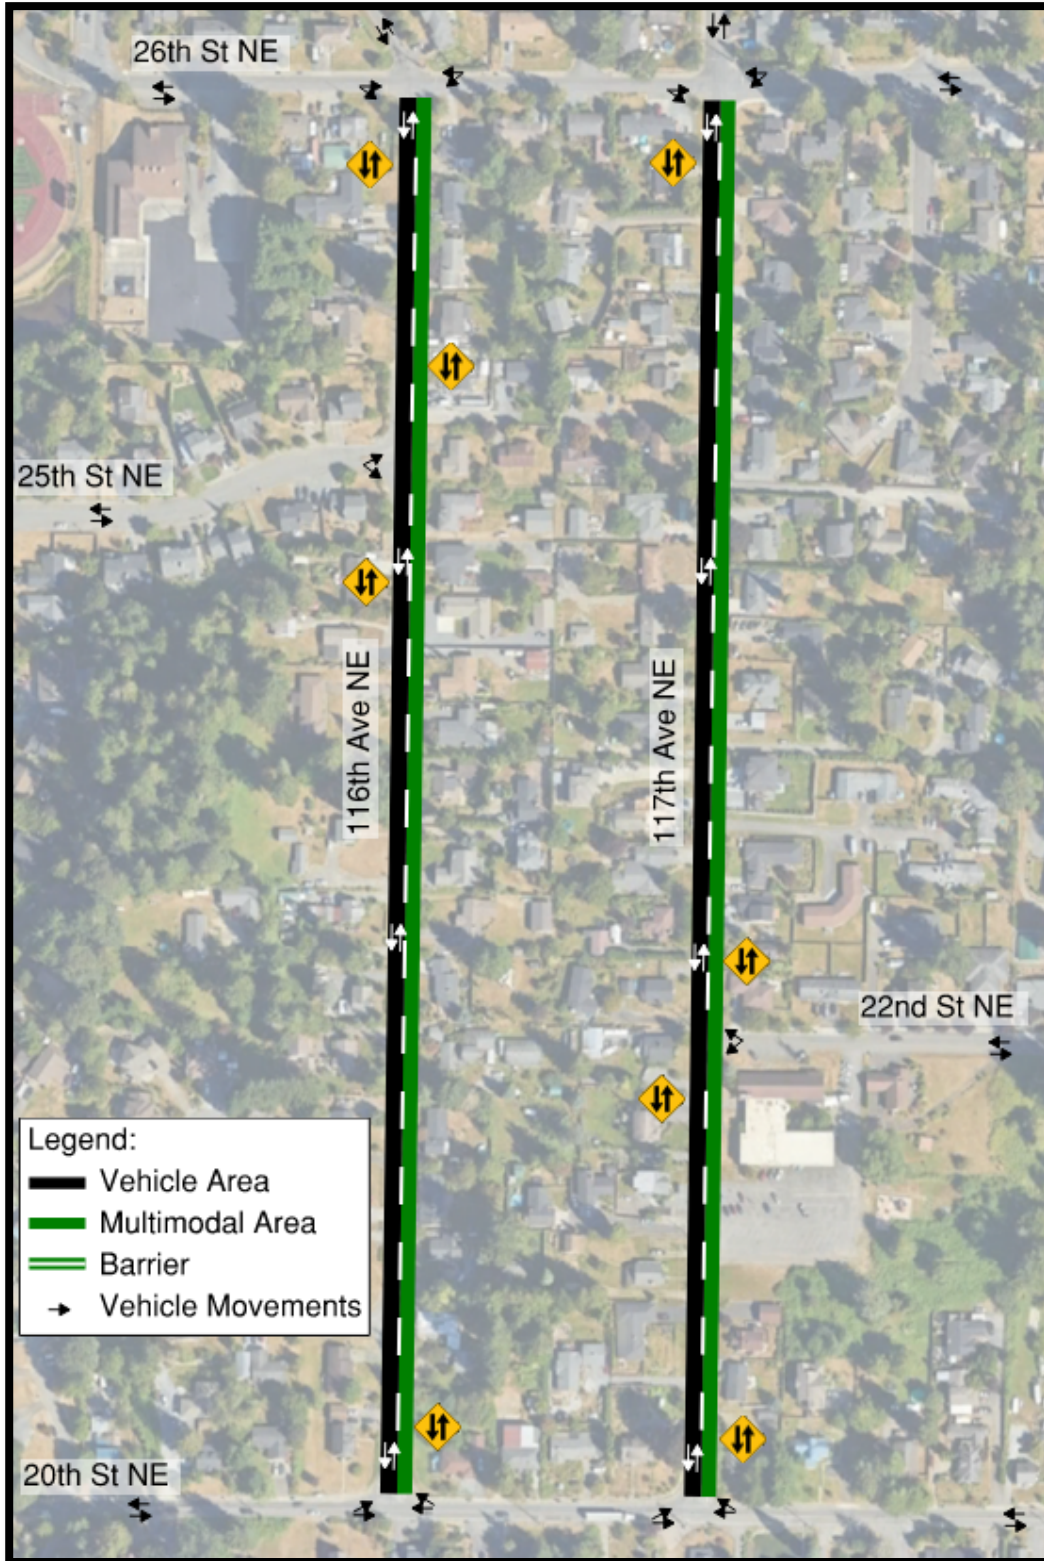 26th St NE
25th St NE
116th Ave NE
117th Ave NE
22nd St NE
Legend:
Vehicle Area
Multimodal Area
Barrier
Vehicle Movements
20th St NE